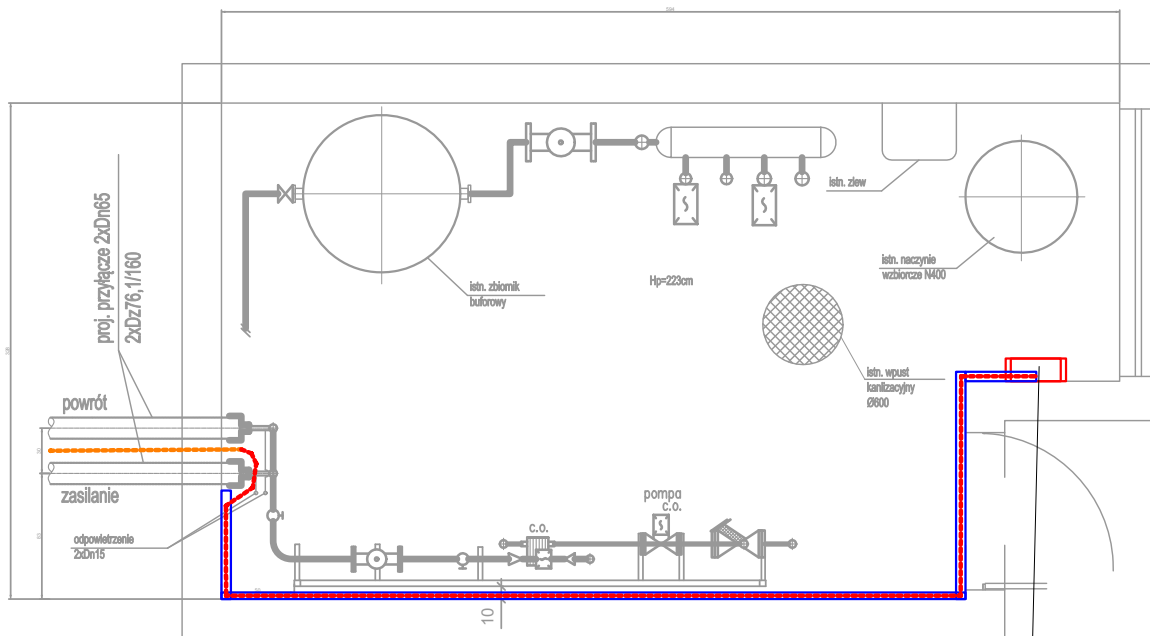 proj. przyłącze 2xDn65
2xDz76,1/160
istn. zlew
istn. naczynie
wzbiorcze N400
istn. zbiornik
buforowy
Hp=223cm
istn. wpust
kanlizacyjny
Ø600
powrót
zasilanie
odpowietrzenie
2xDn15
pompa
c.o.
c.o.
10